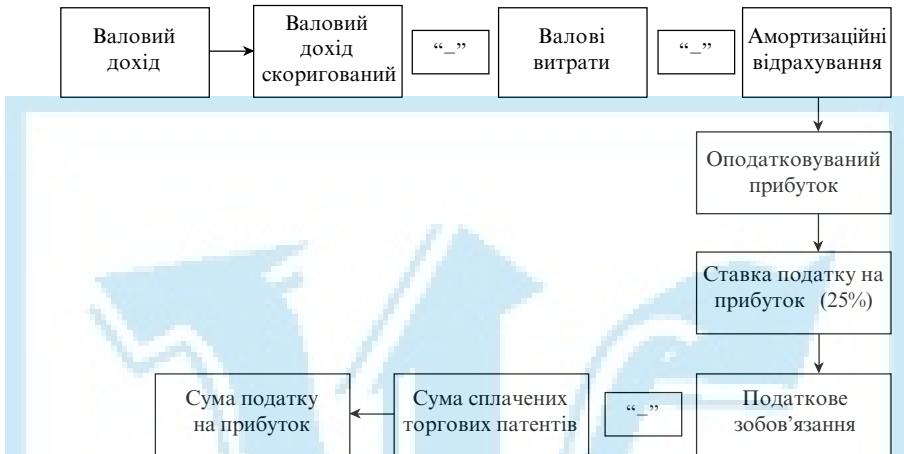 Валовий
дохід
Валовий
дохід
скоригований
“–”
Валові
витрати
“–”
Амортизаційні
відрахування
Оподатковуваний
прибуток
Ставка податку на
прибуток (25%)
Сума податку
на прибуток
Сума сплачених
торгових патентів
“–”
Податкове
зобов'язання